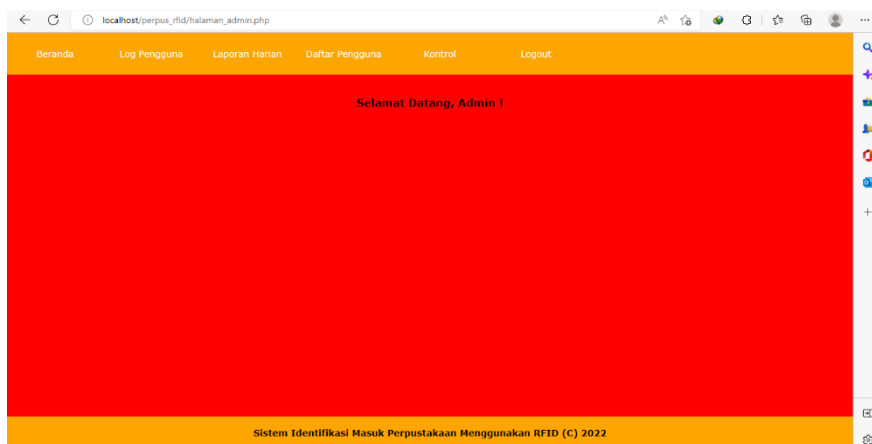 localhost/perpus_rfid/halaman_admin.php
Beranda Log Pengguna Laporan Harian Daftar Pengguna Kontrol Logout
Selamat Datang, Admin !
Sistem Identifikasi Masuk Perpustakaan Menggunakan RFID (C) 2022